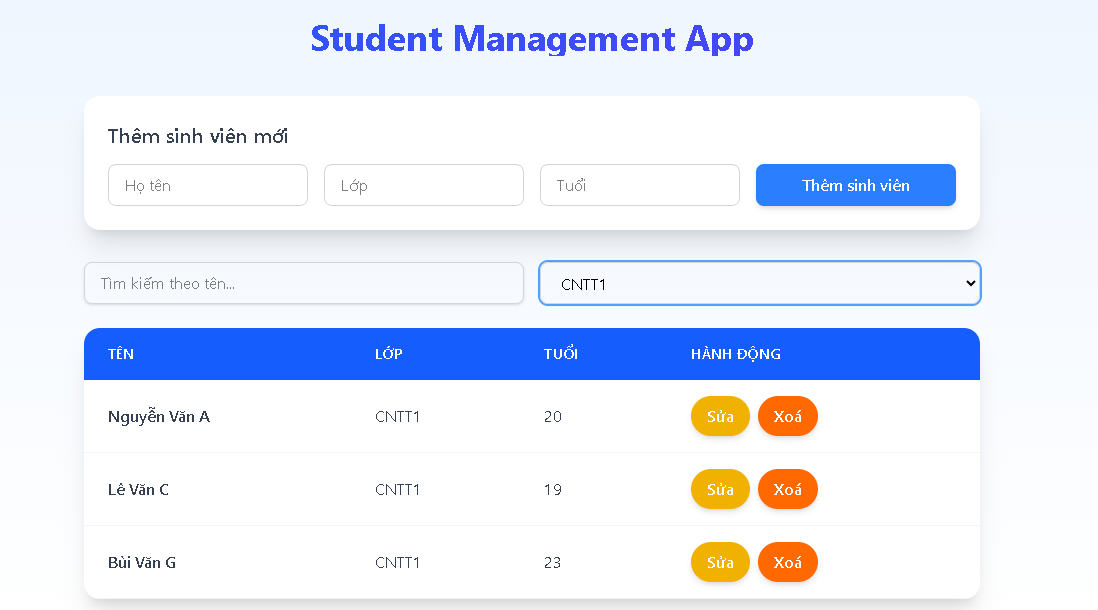 Student Management App
Thêm sinh viên mới
Họ tên Lớp Tuổi Thêm sinh viên
Tìm kiếm theo tên... CNTT1
TÊN LỚP TUỔI HÀNH ĐỘNG
Nguyễn Văn A CNTT1 20 Sửa Xoá
Lê Văn C CNTT1 19 Sửa Xoá
Bùi Văn G CNTT1 23 Sửa Xoá